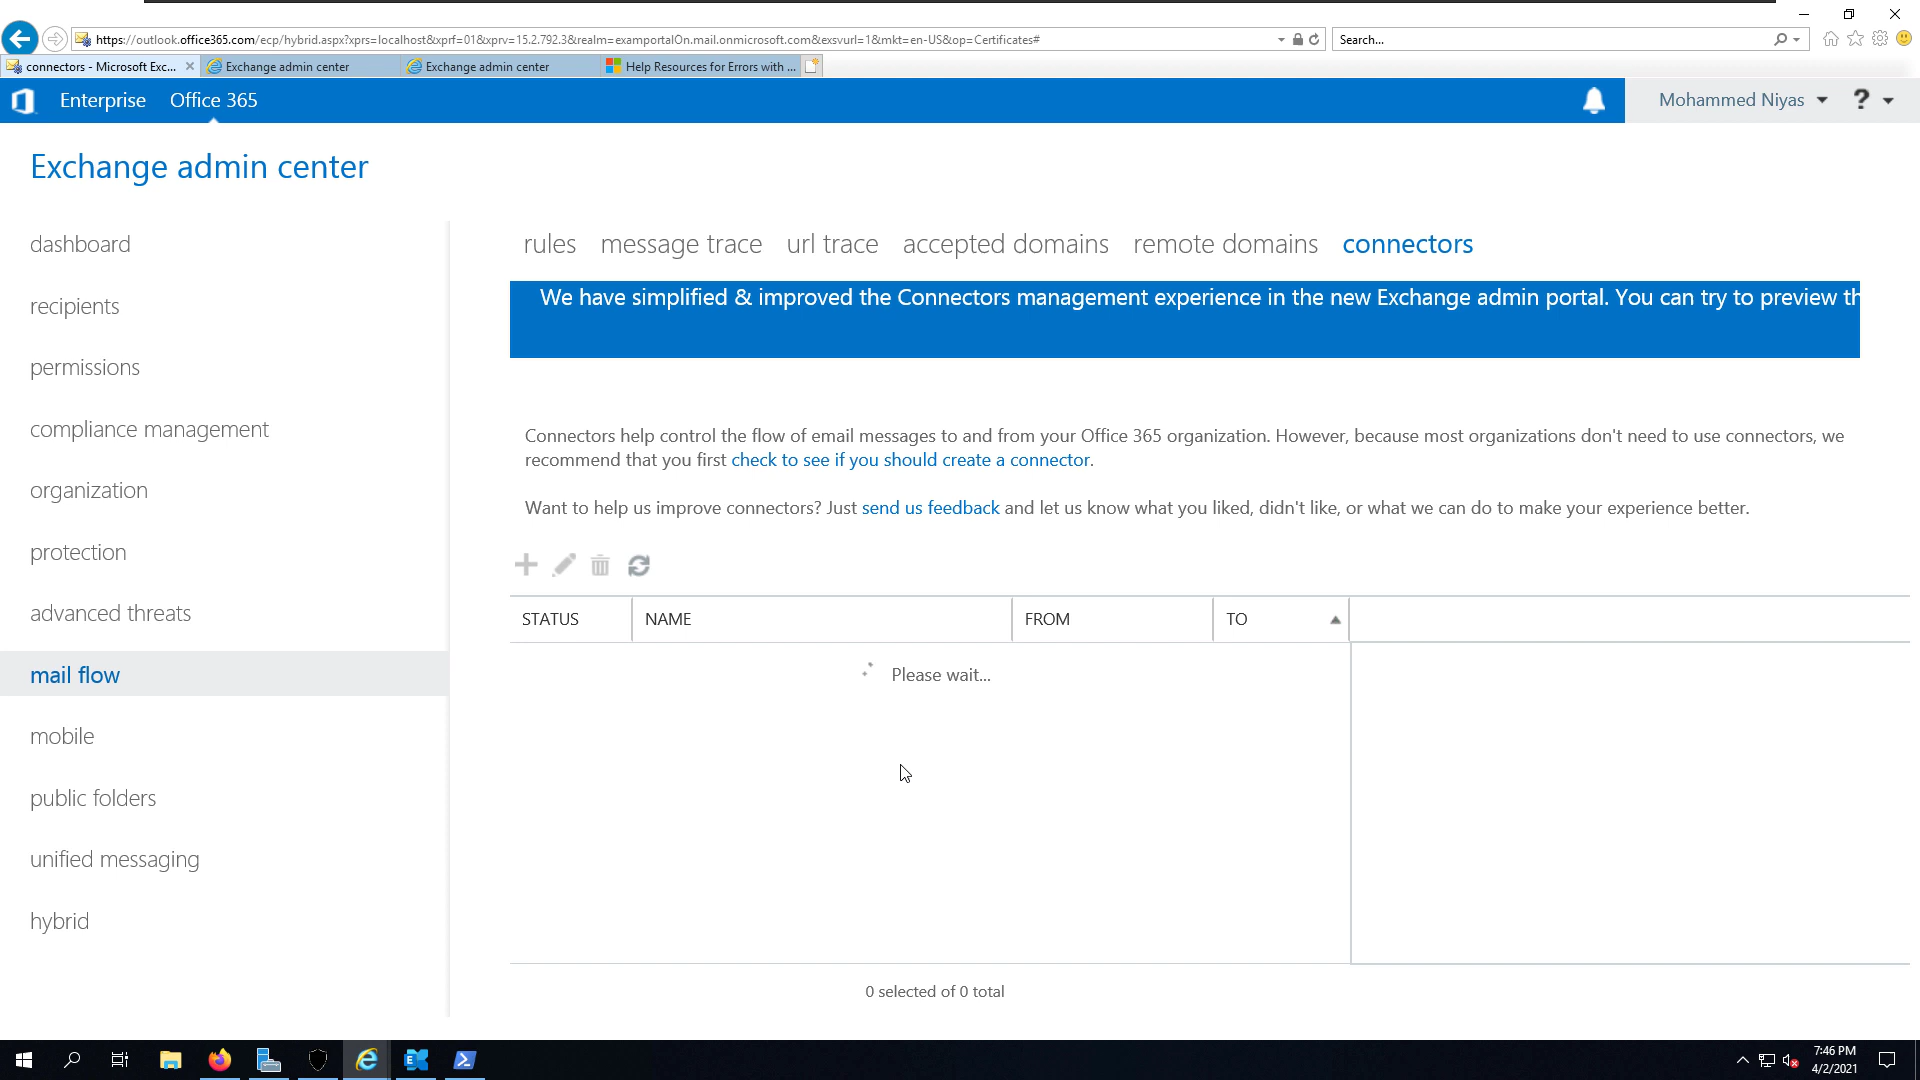 https://outlook.office365.com/ecp/hybrid.aspx?xprs=localhost&xprf=01&xprv=15.2.792.3&realm=examportalOn.mail.onmicrosoft.com&exsvurl=1&mkt=en-US&op=Certificates#
Search...
connectors - Microsoft Exc...
Exchange admin center
Exchange admin center
Help Resources for Errors with ...
Enterprise
Office 365
Mohammed Niyas
?
Exchange admin center
dashboard
recipients
permissions
compliance management
organization
protection
advanced threats
mail flow
mobile
public folders
unified messaging
hybrid
rules
message trace
url trace
accepted domains
remote domains
connectors
We have simplified & improved the Connectors management experience in the new Exchange admin portal. You can try to preview th
Connectors help control the flow of email messages to and from your Office 365 organization. However, because most organizations don't need to use connectors, we
recommend that you first check to see if you should create a connector.
Want to help us improve connectors? Just send us feedback and let us know what you liked, didn't like, or what we can do to make your experience better.
STATUS
NAME
FROM
TO
Please wait...
0 selected of 0 total
7:46 PM
4/2/2021